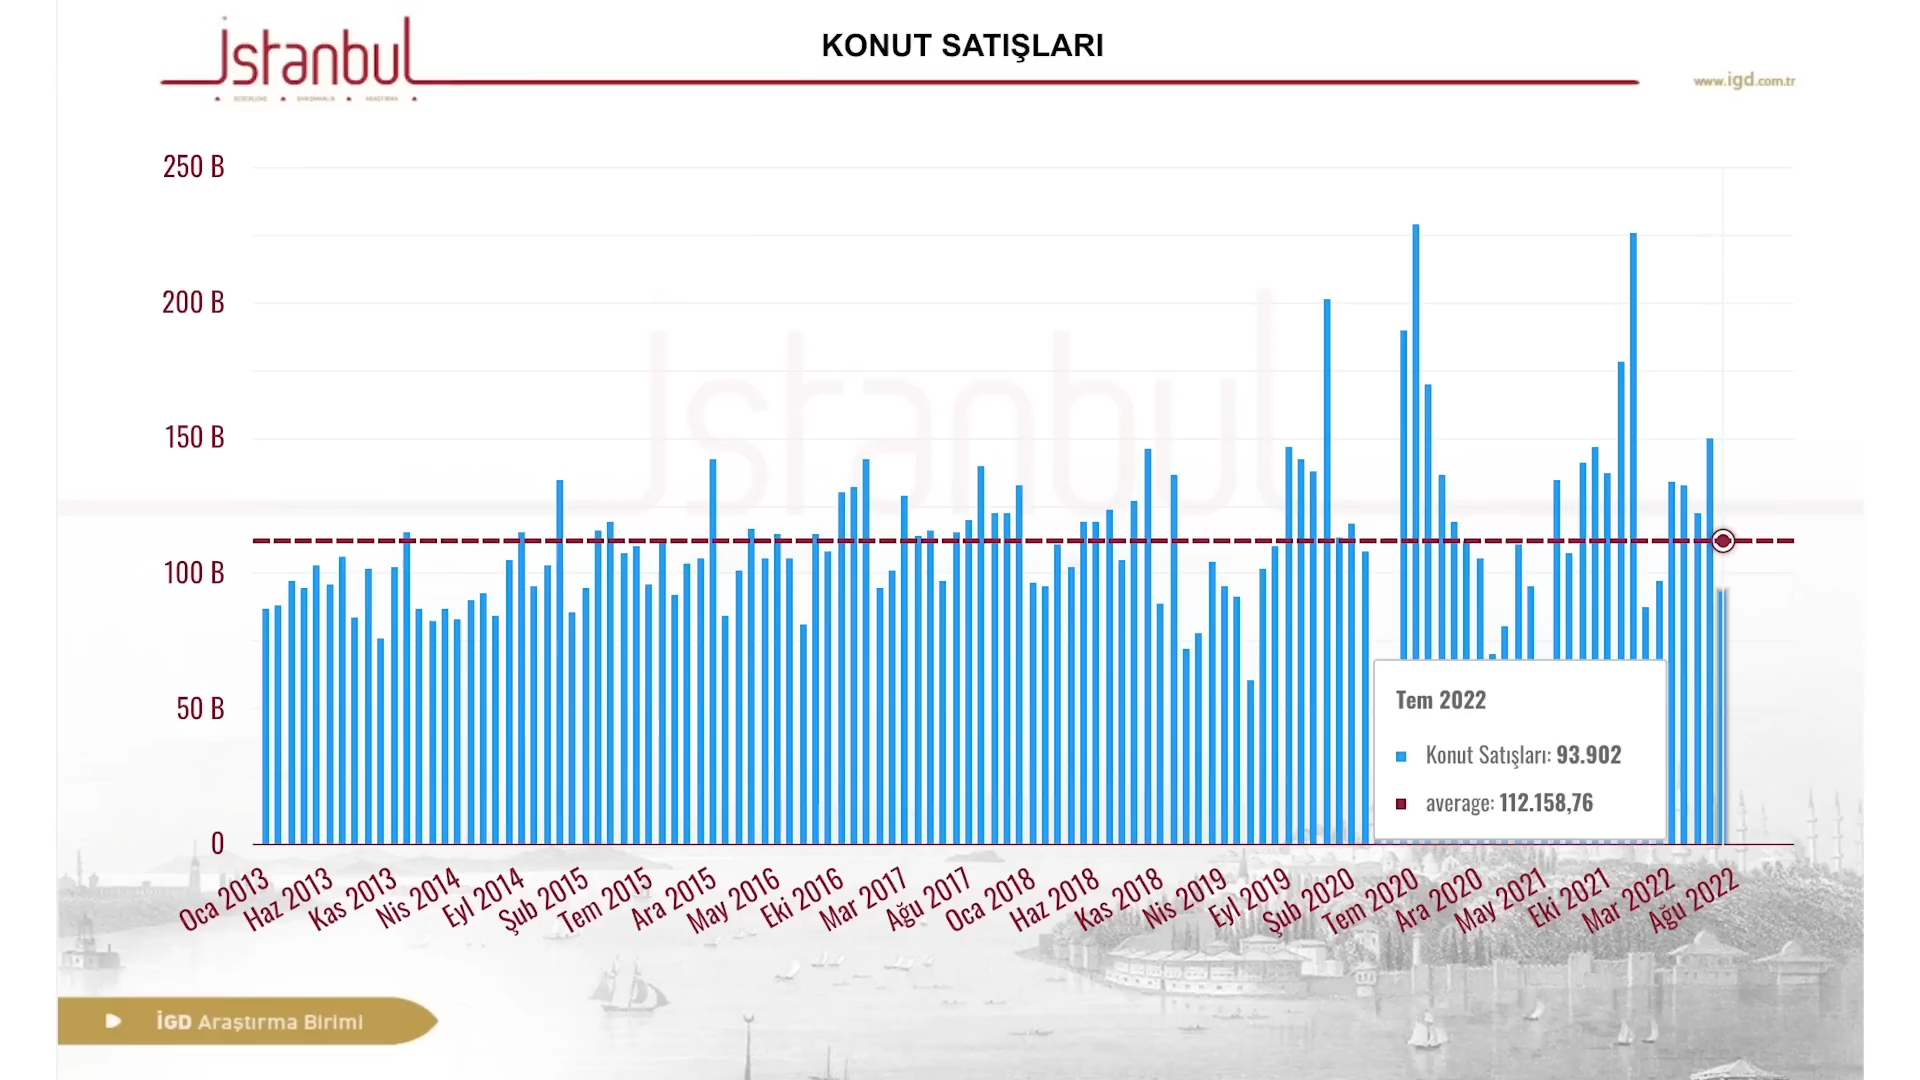 istanbul
KONUT SATIŞLARI
www.igd.com.tr
250 B
200 B
150 B
100 B
50 B
0
Tem 2022
Konut Satışları: 93.902
average: 112.158,76
Oca 2013
Haz 2013
Kas 2013
Nis 2014
Eyl 2014
Şub 2015
Tem 2015
Ara 2015
May 2016
Eki 2016
Mar 2017
Ağu 2017
Oca 2018
Haz 2018
Kas 2018
Nis 2019
Eyl 2019
Şub 2020
Tem 2020
Ara 2020
May 2021
Eki 2021
Mar 2022
Ağu 2022
İGD Araştırma Birimi